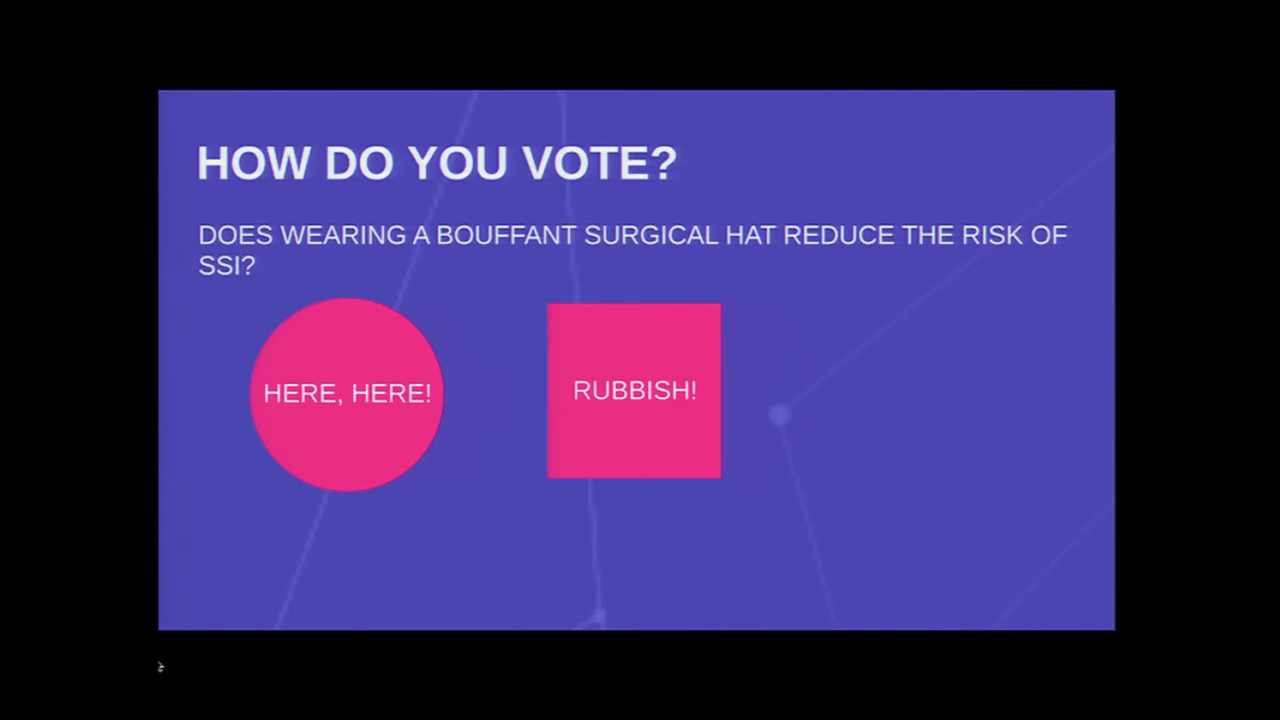 HOW DO YOU VOTE?
DOES WEARING A BOUFFANT SURGICAL HAT REDUCE THE RISK OF
SSI?
HERE, HERE!
RUBBISH!